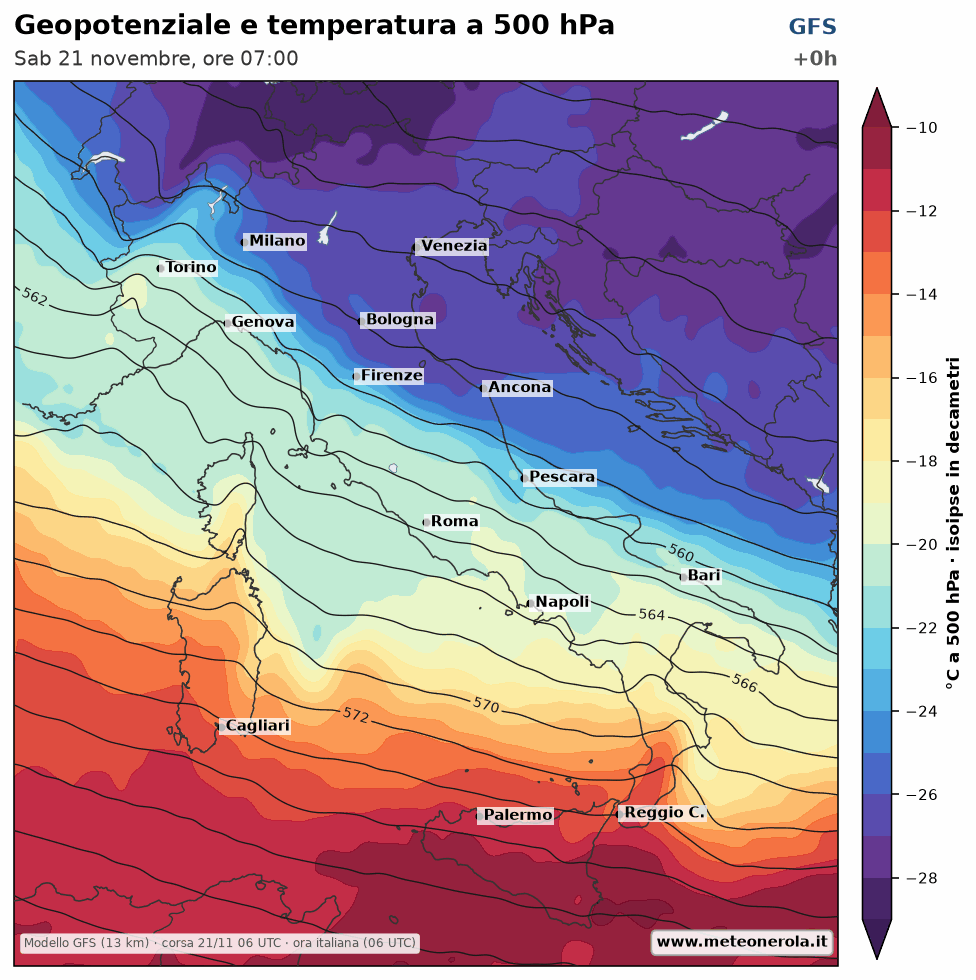 Geopotenziale e temperatura a 500 hPa
GFS
Sab 21 novembre, ore 07:00
+0h
−10
−12
−14
−16
−18
−20
−22
−24
−26
−28
°C a 500 hPa · isoipse in decametri
Milano
Venezia
Torino
562
Genova
Bologna
Firenze
Ancona
Pescara
Roma
560
Bari
Napoli
564
566
570
572
Cagliari
Palermo
Reggio C.
Modello GFS (13 km) · corsa 21/11 06 UTC · ora italiana (06 UTC)
www.meteonerola.it